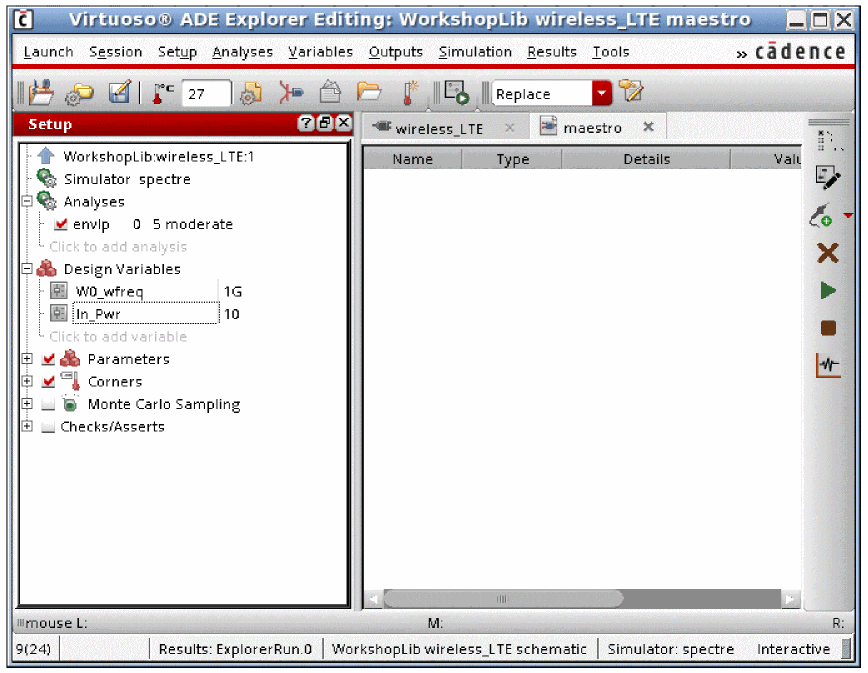 Virtuoso® ADE Explorer Editing: WorkshopLib wireless_LTE maestro
Launch Session Setup Analyses Variables Outputs Simulation Results Tools » cādence
°C 27 Replace
Setup
wireless_LTE maestro
Name Type Details Valu
WorkshopLib:wireless_LTE:1
Simulator spectre
Analyses
envlp 0 5 moderate
Click to add analysis
Design Variables
W0_wfreq 1G
In_Pwr 10
Click to add variable
Parameters
Corners
Monte Carlo Sampling
Checks/Asserts
mouse L: M: R:
9(24) Results: ExplorerRun.0 WorkshopLib wireless_LTE schematic Simulator: spectre Interactive